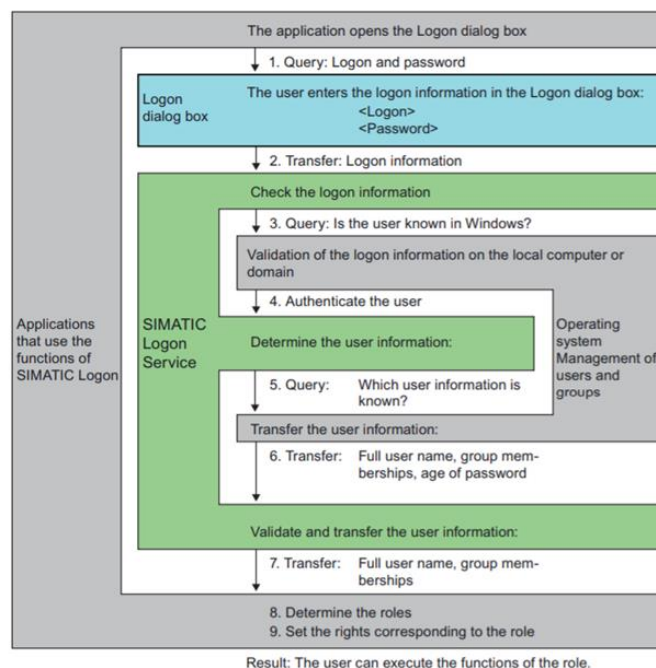 The application opens the Logon dialog box
1. Query: Logon and password
Logon
dialog box
The user enters the logon information in the Logon dialog box:
<Logon>
<Password>
2. Transfer: Logon information
Check the logon information
3. Query: Is the user known in Windows?
Validation of the logon information on the local computer or
domain
4. Authenticate the user
Applications
that use the
functions of
SIMATIC Logon
SIMATIC
Logon
Service
Determine the user information:
Operating
system
Management of
users and
groups
5. Query: Which user information is
known?
Transfer the user information:
6. Transfer: Full user name, group mem-
berships, age of password
Validate and transfer the user information:
7. Transfer: Full user name, group mem-
berships
8. Determine the roles
9. Set the rights corresponding to the role
Result: The user can execute the functions of the role.